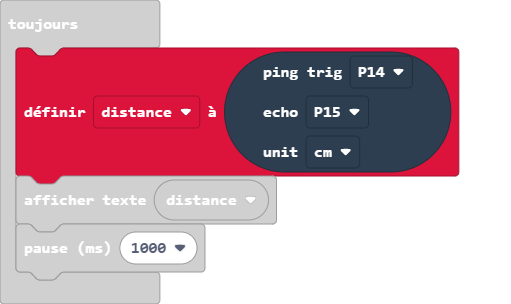 toujours
ping trig P14
définir distance à echo P15
unit cm
afficher texte distance
pause (ms) 1000